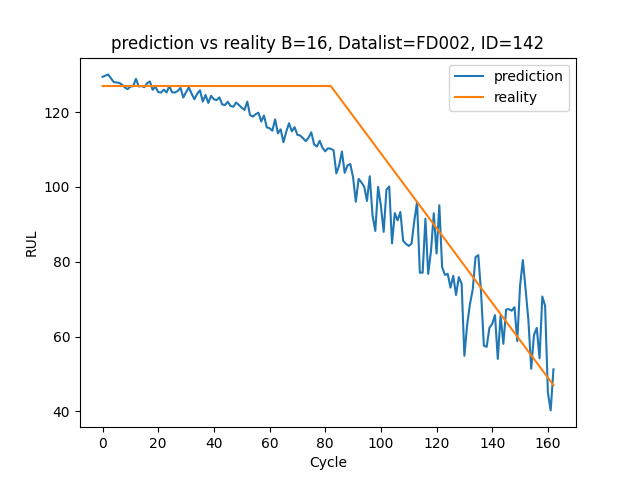 prediction vs reality B=16, Datalist=FD002, ID=142
prediction
reality
120
100
80
60
40
RUL
0 20 40 60 80 100 120 140 160
Cycle